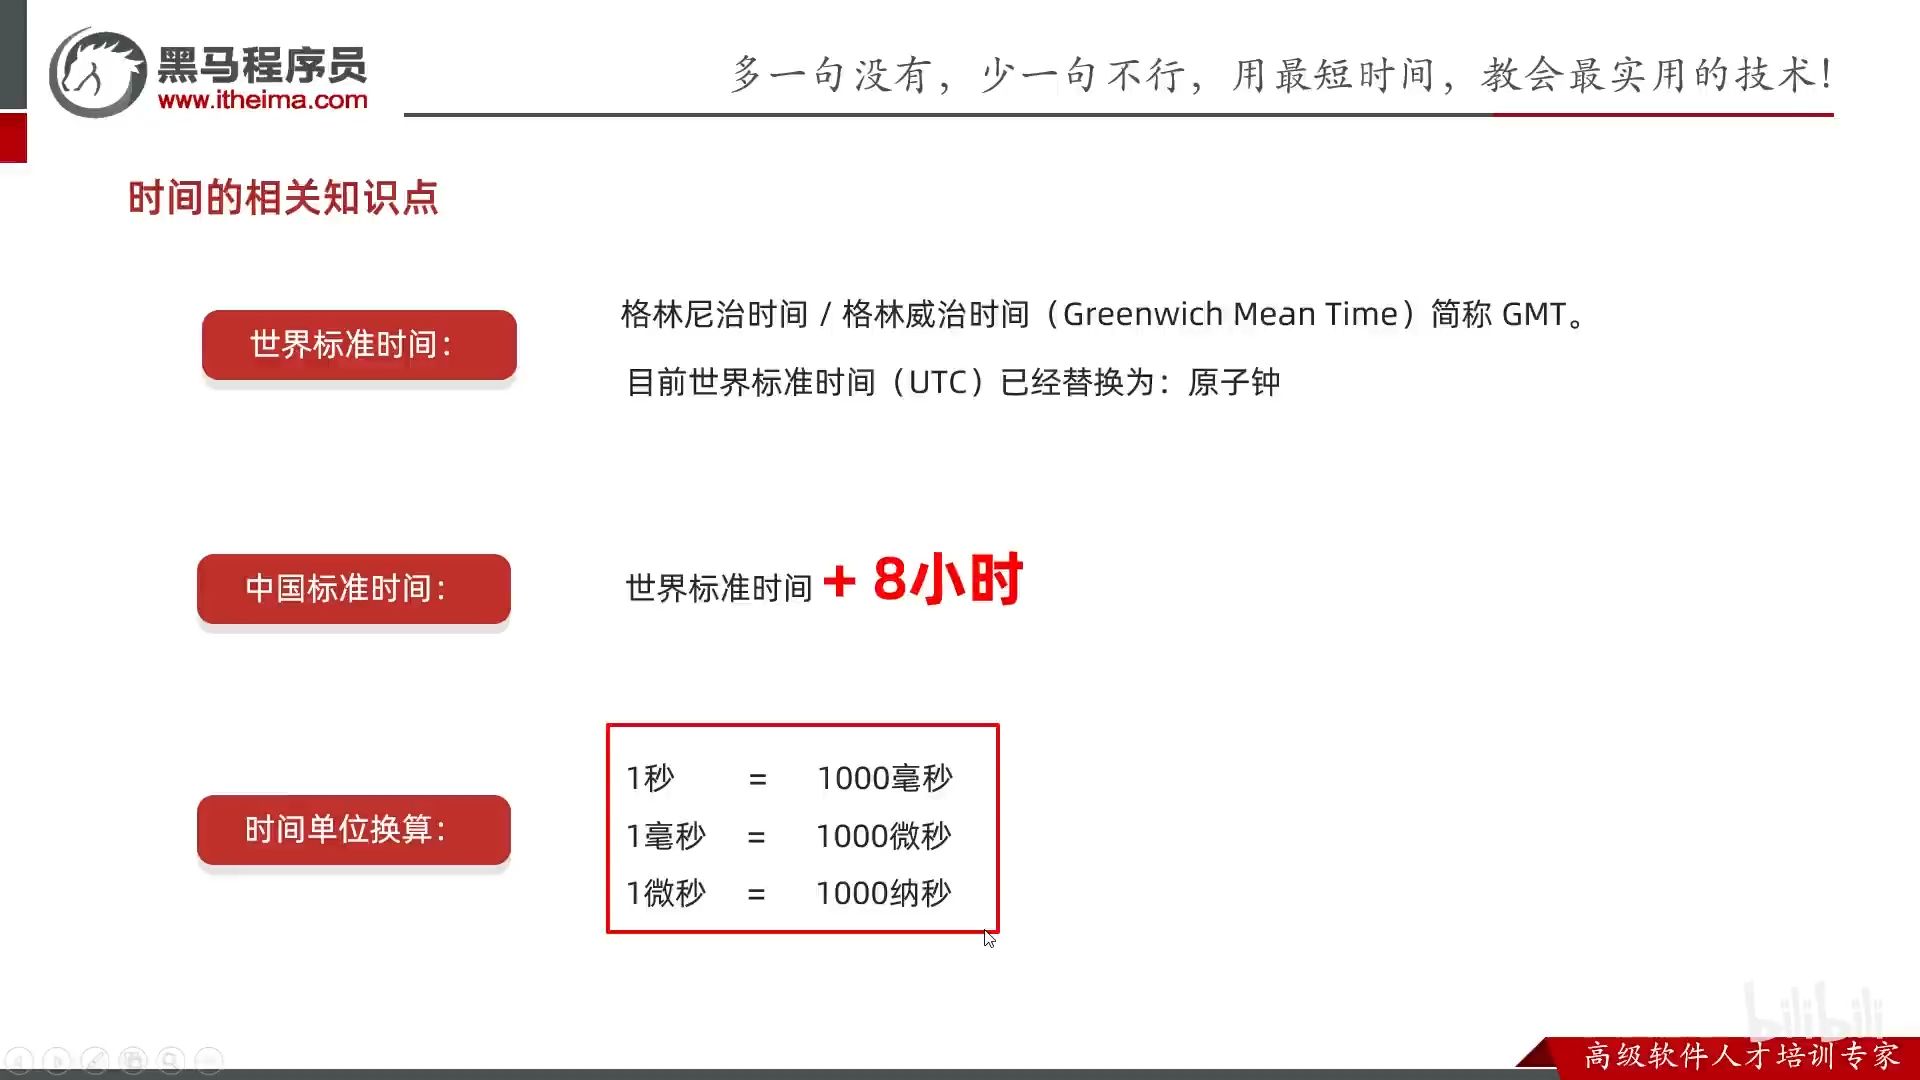 黑马程序员
www.itheima.com
多一句没有，少一句不行，用最短时间，教会最实用的技术！
时间的相关知识点
世界标准时间：
格林尼治时间 / 格林威治时间（Greenwich Mean Time）简称 GMT。
目前世界标准时间（UTC）已经替换为：原子钟
中国标准时间：
世界标准时间 + 8小时
时间单位换算：
1秒 = 1000毫秒
1毫秒 = 1000微秒
1微秒 = 1000纳秒
bilibili
高级软件人才培训专家